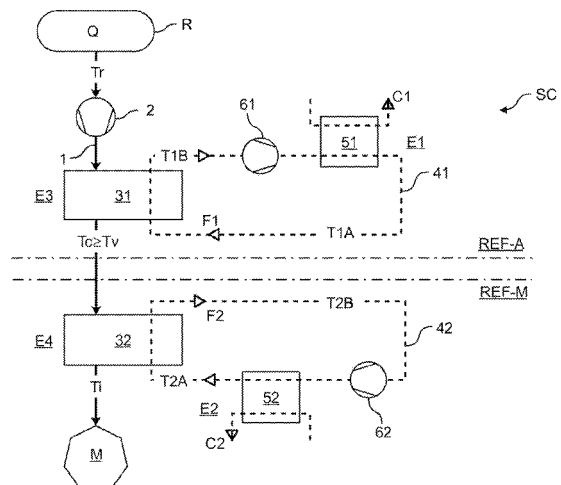 Q
R
Tr
2
1
61
C1
SC
51
E1
T1B
41
E3
31
F1
T1A
Tc≥Tv
REF-A
REF-M
T2B
F2
42
E4
32
T2A
Ti
E2
52
62
C2
M